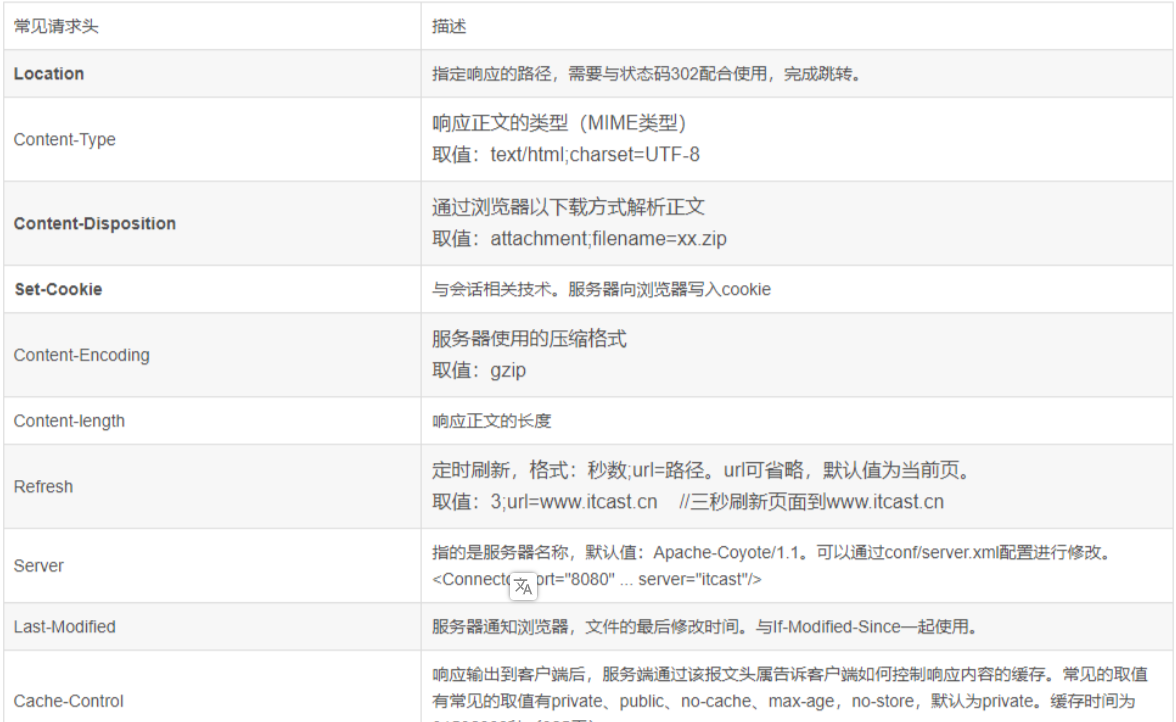 常见请求头
描述
Location
指定响应的路径，需要与状态码302配合使用，完成跳转。
Content-Type
响应正文的类型（MIME类型）
取值：text/html;charset=UTF-8
Content-Disposition
通过浏览器以下载方式解析正文
取值：attachment;filename=xx.zip
Set-Cookie
与会话相关技术。服务器向浏览器写入cookie
Content-Encoding
服务器使用的压缩格式
取值：gzip
Content-length
响应正文的长度
Refresh
定时刷新，格式：秒数;url=路径。url可省略，默认值为当前页。
取值：3;url=www.itcast.cn //三秒刷新页面到www.itcast.cn
Server
指的是服务器名称，默认值：Apache-Coyote/1.1。可以通过conf/server.xml配置进行修改。
="8080" ... server="itcast"/>
Last-Modified
服务器通知浏览器，文件的最后修改时间。与If-Modified-Since一起使用。
Cache-Control
响应输出到客户端后，服务端通过该报文头属告诉客户端如何控制响应内容的缓存。常见的取值
有常见的取值有private、public、no-cache、max-age，no-store，默认为private。缓存时间为